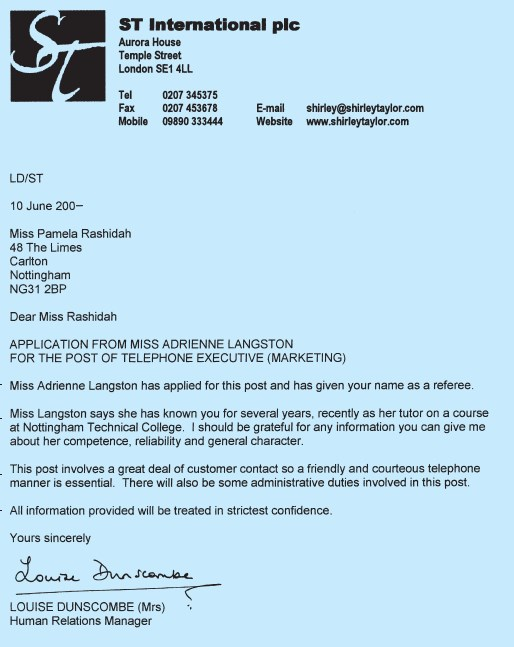 ST
ST International plc
Aurora House
Temple Street
London SE1 4LL
Tel 0207 345375
Fax 0207 453678 E-mail shirley@shirleytaylor.com
Mobile 09890 333444 Website www.shirleytaylor.com
LD/ST
10 June 200–
Miss Pamela Rashidah
48 The Limes
Carlton
Nottingham
NG31 2BP
Dear Miss Rashidah
APPLICATION FROM MISS ADRIENNE LANGSTON
FOR THE POST OF TELEPHONE EXECUTIVE (MARKETING)
Miss Adrienne Langston has applied for this post and has given your name as a referee.
Miss Langston says she has known you for several years, recently as her tutor on a course
at Nottingham Technical College. I should be grateful for any information you can give me
about her competence, reliability and general character.
This post involves a great deal of customer contact so a friendly and courteous telephone
manner is essential. There will also be some administrative duties involved in this post.
All information provided will be treated in strictest confidence.
Yours sincerely
Louise Dunscombe
LOUISE DUNSCOMBE (Mrs)
Human Relations Manager